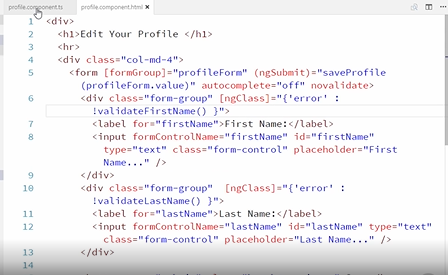 profile.component.ts profile.component.html ×
1 <div>
2 <h1>Edit Your Profile </h1>
3 <hr>
4 <div class="col-md-4">
5 <form [formGroup]="profileForm" (ngSubmit)="saveProfile
(profileForm.value)" autocomplete="off" novalidate>
6 <div class="form-group" [ngClass]="{'error' :
!validateFirstName() }">
7 <label for="firstName">First Name:</label>
8 <input formControlName="firstName" id="firstName"
type="text" class="form-control" placeholder="First
Name..." />
9 </div>
10 <div class="form-group"  [ngClass]="{'error' :
!validateLastName() }">
11 <label for="lastName">Last Name:</label>
12 <input formControlName="lastName" id="lastName" type="text"
class="form-control" placeholder="Last Name..." />
13 </div>